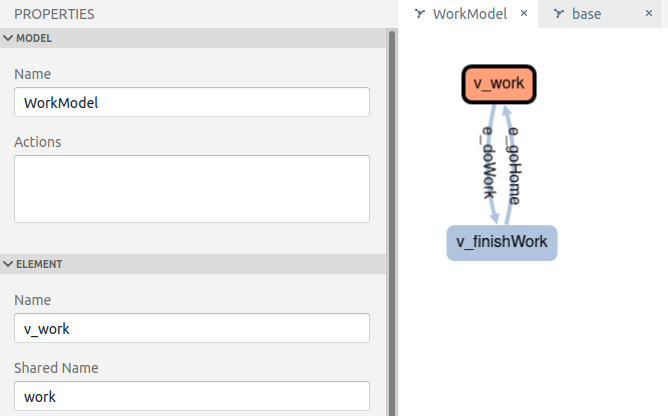 PROPERTIES
MODEL
Name
WorkModel
Actions
ELEMENT
Name
v_work
Shared Name
work
WorkModel ×
base ×
v_work
e_doWork
e_goHome
v_finishWork